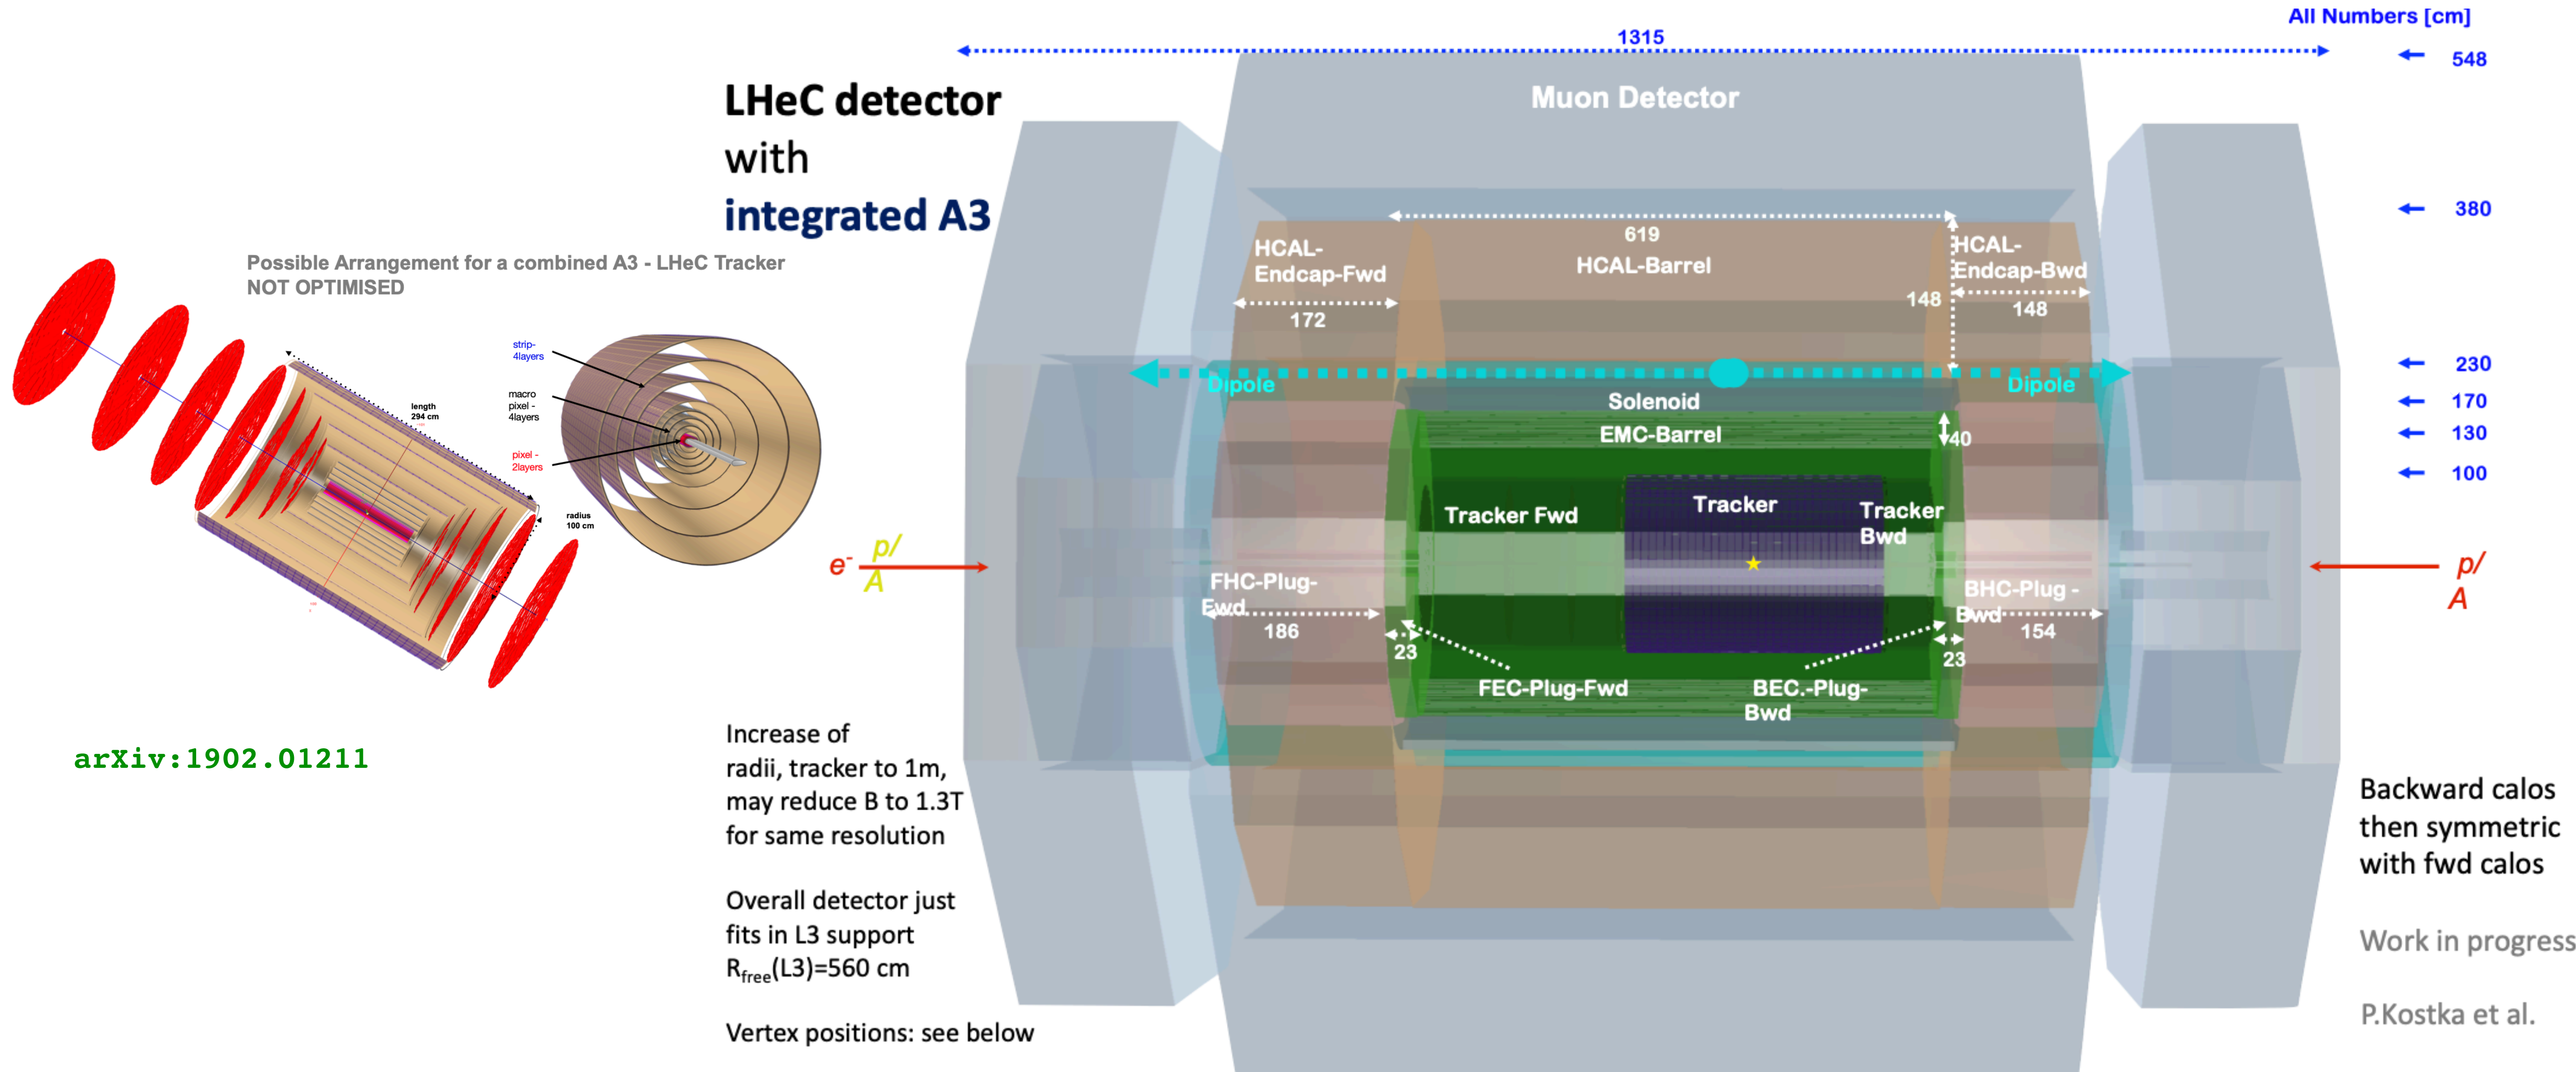 All Numbers [cm]
1315
548
380
230
170
130
100
LHeC detector
with
integrated A3
Possible Arrangement for a combined A3 - LHeC Tracker
NOT OPTIMISED
strip-
4layers
macro
pixel -
4layers
pixel -
2layers
length
294 cm
radius
100 cm
arXiv:1902.01211
Muon Detector
619
HCAL-Barrel
HCAL-
Endcap-Fwd
172
HCAL-
Endcap-Bwd
148
148
Dipole
Dipole
Solenoid
EMC-Barrel
40
Tracker Fwd
Tracker
Tracker
Bwd
e- p/
A
p/
A
FHC-Plug-
Fwd
186
23
BHC-Plug -
Bwd
154
23
FEC-Plug-Fwd
BEC.-Plug-
Bwd
Increase of
radii, tracker to 1m,
may reduce B to 1.3T
for same resolution
Overall detector just
fits in L3 support
Rfree(L3)=560 cm
Vertex positions: see below
Backward calos
then symmetric
with fwd calos
Work in progress
P.Kostka et al.